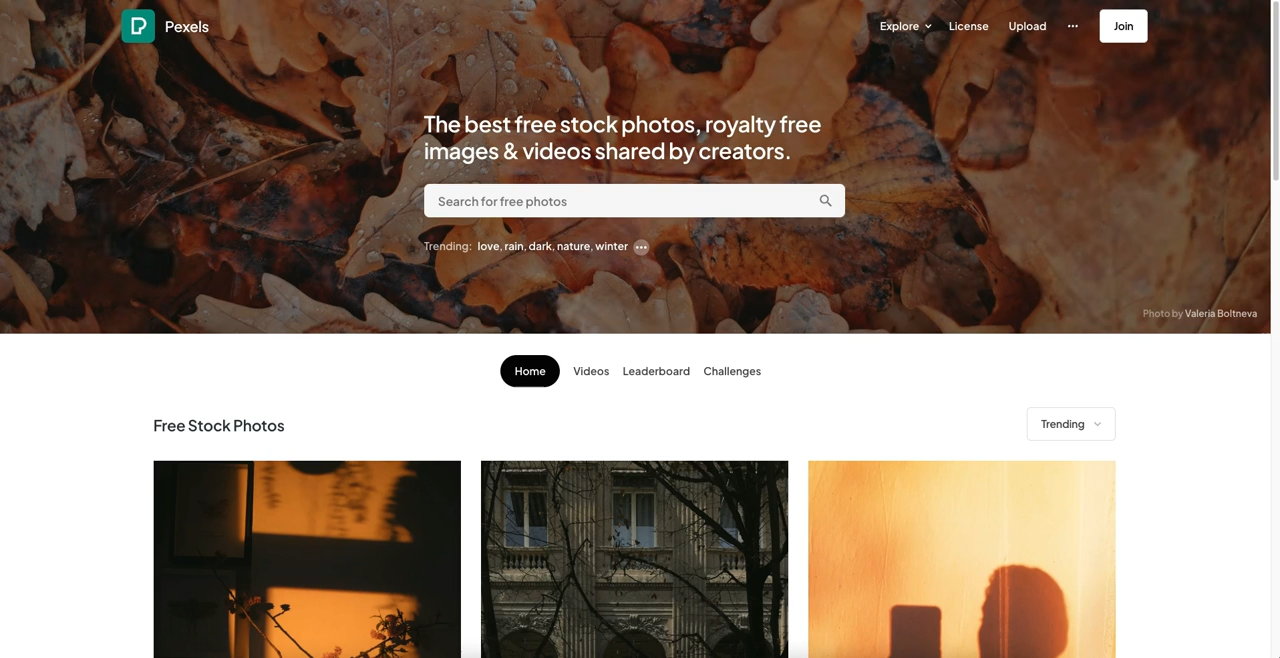 Pexels
Explore
License
Upload
Join
The best free stock photos, royalty free
images & videos shared by creators.
Search for free photos
Trending: love, rain, dark, nature, winter
Photo by Valeria Boltneva
Home
Videos
Leaderboard
Challenges
Free Stock Photos
Trending